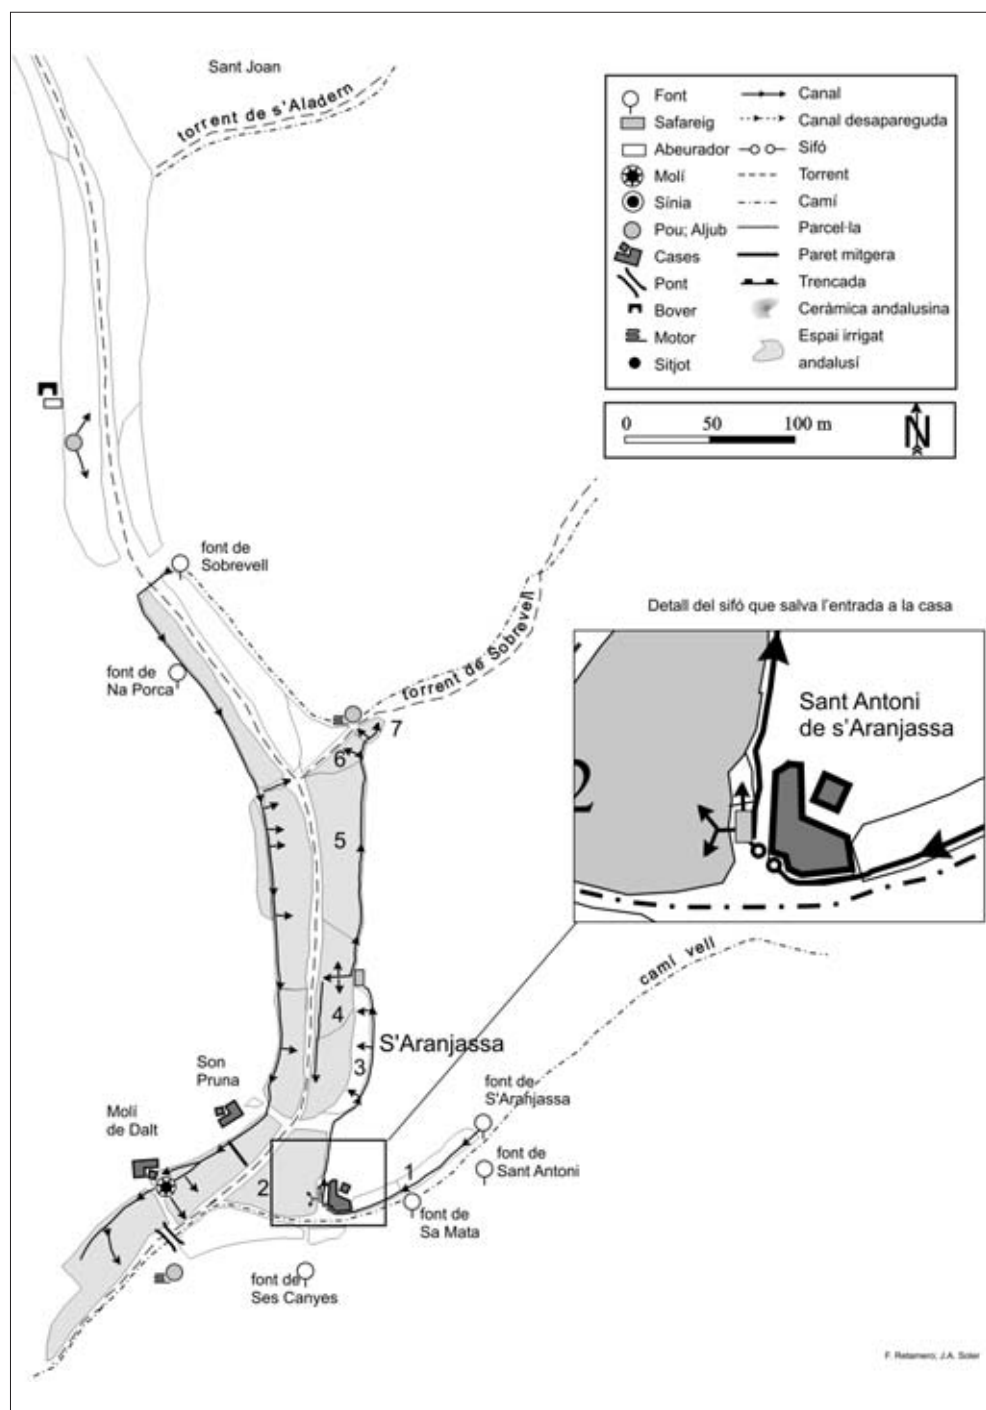 Sant Joan
torrent de s'Aladern
Font
Safareig
Abeurador
Molí
Sínia
Pou; Aljub
Cases
Pont
Bover
Motor
Sitjot
Canal
Canal desapareguda
Sifó
Torrent
Camí
Parcel·la
Paret mitgera
Trencada
Ceràmica andalusina
Espai irrigat
andalusí
0 50 100 m
N
font de
Sobrevell
font de
Na Porca
torrent de Sobrevell
7
6
5
4
3
S'Aranjassa
Detall del sifó que salva l'entrada a la casa
Sant Antoni
de s'Aranjassa
2
camí vell
Son
Pruna
Molí
de Dalt
font de
S'Aranjassa
font de
Sant Antoni
1
2
font de
Sa Mata
font de
Ses Canyes
F. Retamero; J.A. Soler